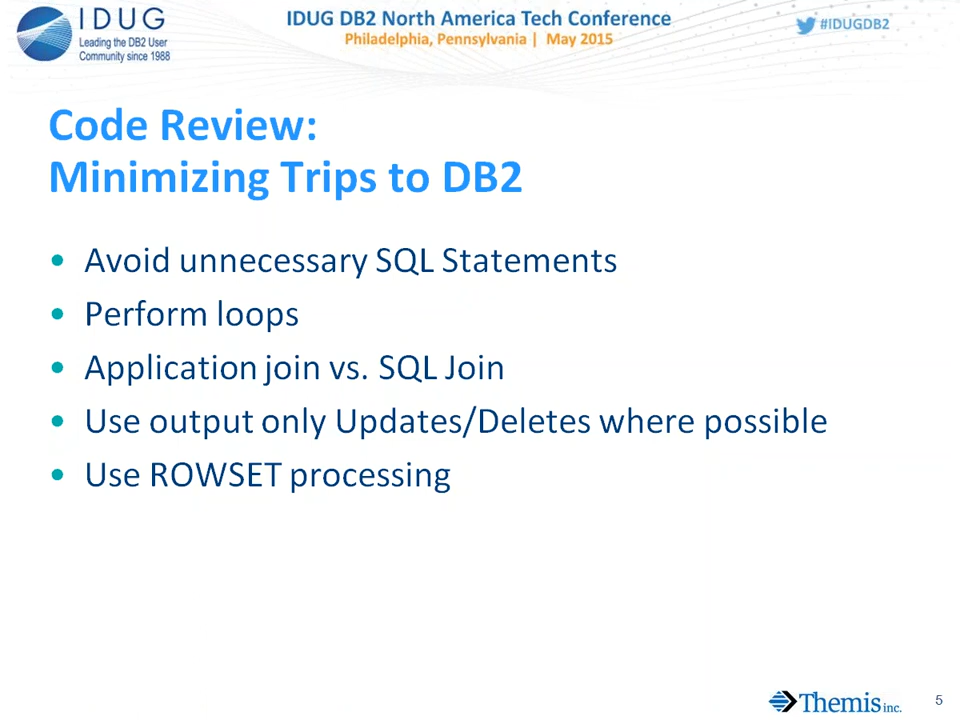 IDUG
Leading the DB2 User
Community since 1988
IDUG DB2 North America Tech Conference
Philadelphia, Pennsylvania | May 2015
#IDUGDB2
Code Review:
Minimizing Trips to DB2
• Avoid unnecessary SQL Statements
• Perform loops
• Application join vs. SQL Join
• Use output only Updates/Deletes where possible
• Use ROWSET processing
Themis inc.
5